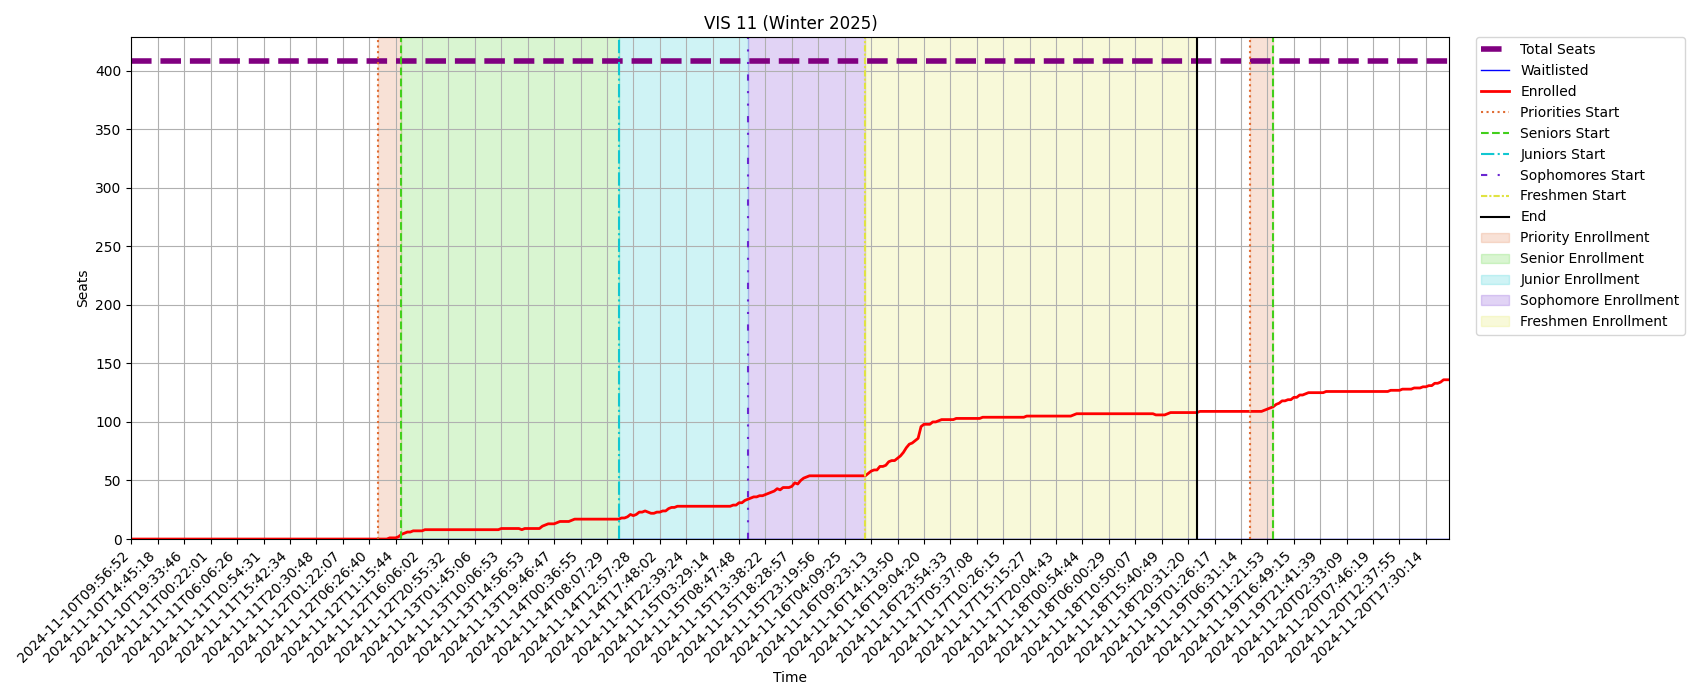 VIS 11 (Winter 2025)
Total Seats
Waitlisted
Enrolled
Priorities Start
Seniors Start
Juniors Start
Sophomores Start
Freshmen Start
End
Priority Enrollment
Senior Enrollment
Junior Enrollment
Sophomore Enrollment
Freshmen Enrollment
Seats
400
350
300
250
200
150
100
50
0
2024-11-10T09:56:52
2024-11-10T14:45:18
2024-11-10T19:33:46
2024-11-11T00:22:01
2024-11-11T06:06:26
2024-11-11T10:54:31
2024-11-11T15:42:34
2024-11-11T20:30:48
2024-11-12T01:22:07
2024-11-12T06:26:40
2024-11-12T11:15:44
2024-11-12T16:06:02
2024-11-12T20:55:32
2024-11-13T01:45:06
2024-11-13T10:06:53
2024-11-13T14:56:53
2024-11-13T19:46:47
2024-11-14T00:36:55
2024-11-14T08:07:29
2024-11-14T12:57:28
2024-11-14T17:48:02
2024-11-14T22:39:24
2024-11-15T03:29:14
2024-11-15T08:47:48
2024-11-15T13:38:22
2024-11-15T18:28:57
2024-11-15T23:19:56
2024-11-16T04:09:25
2024-11-16T09:23:13
2024-11-16T14:13:50
2024-11-16T19:04:20
2024-11-16T23:54:33
2024-11-17T05:37:08
2024-11-17T10:26:15
2024-11-17T15:15:27
2024-11-17T20:04:43
2024-11-18T00:54:44
2024-11-18T06:00:29
2024-11-18T10:50:07
2024-11-18T15:40:49
2024-11-18T20:31:20
2024-11-19T01:26:17
2024-11-19T06:31:14
2024-11-19T11:21:53
2024-11-19T16:49:15
2024-11-19T21:41:39
2024-11-20T02:33:09
2024-11-20T07:46:19
2024-11-20T12:37:55
2024-11-20T17:30:14
Time